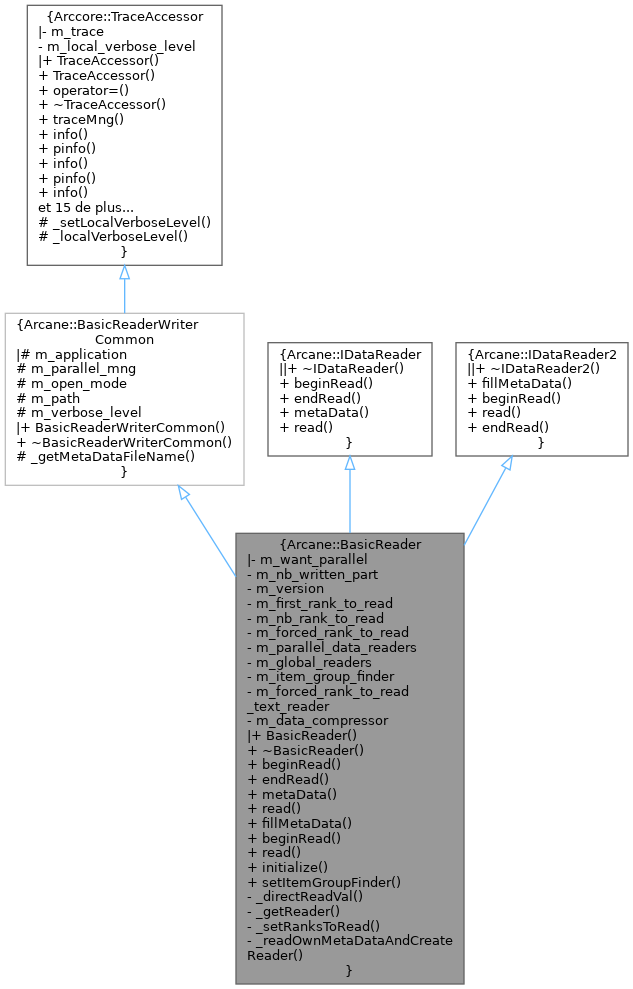 {Arccore::TraceAccessor
|- m_trace
- m_local_verbose_level
|+ TraceAccessor()
+ TraceAccessor()
+ operator=()
+ ~TraceAccessor()
+ traceMng()
+ info()
+ pinfo()
+ info()
+ pinfo()
+ info()
et 15 de plus...
# _setLocalVerboseLevel()
# _localVerboseLevel()
}
{Arcane::BasicReaderWriter
Common
|# m_application
# m_parallel_mng
# m_open_mode
# m_path
# m_verbose_level
|+ BasicReaderWriterCommon()
+ ~BasicReaderWriterCommon()
# _getMetaDataFileName()
}
{Arcane::IDataReader
||+ ~IDataReader()
+ beginRead()
+ endRead()
+ metaData()
+ read()
}
{Arcane::IDataReader2
||+ ~IDataReader2()
+ fillMetaData()
+ beginRead()
+ read()
+ endRead()
}
{Arcane::BasicReader
|- m_want_parallel
- m_nb_written_part
- m_version
- m_first_rank_to_read
- m_nb_rank_to_read
- m_forced_rank_to_read
- m_parallel_data_readers
- m_global_readers
- m_item_group_finder
- m_forced_rank_to_read
_text_reader
- m_data_compressor
|+ BasicReader()
+ ~BasicReader()
+ beginRead()
+ endRead()
+ metaData()
+ read()
+ fillMetaData()
+ beginRead()
+ read()
+ initialize()
+ setItemGroupFinder()
- _directReadVal()
- _getReader()
- _setRanksToRead()
- _readOwnMetaDataAndCreate
Reader()
}